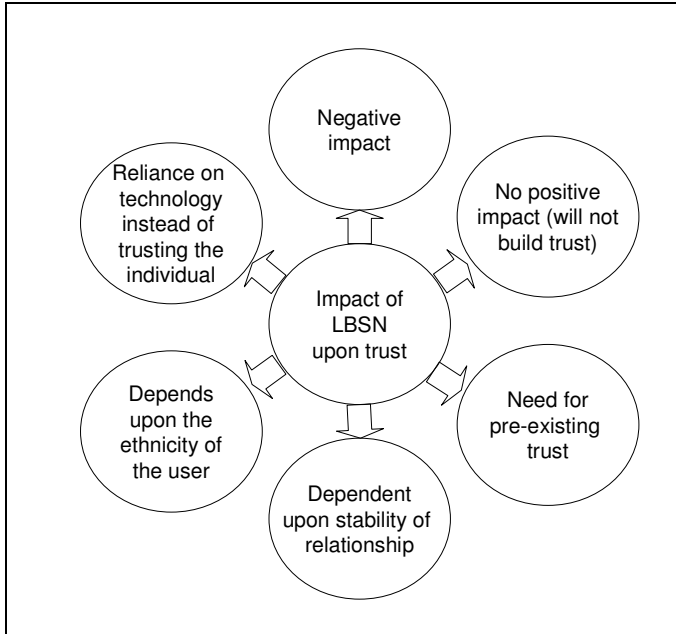 Negative
impact
No positive
impact (will not
build trust)
Need for
pre-existing
trust
Dependent
upon stability of
relationship
Depends
upon the
ethnicity of
the user
Reliance on
technology
instead of
trusting the
individual
Impact of
LBSN
upon trust